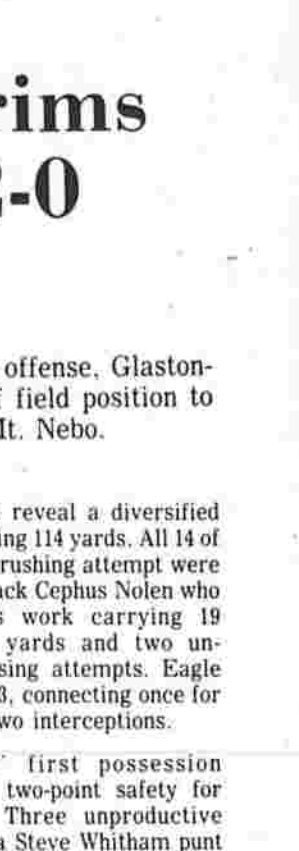 rims
-0
offense, Glaston-
field position to
Mt. Nebo.
reveal a diversified
ing 114 yards. All 14 of
rushing attempt were
ack Cephus Nolen who
s work carrying 19
yards and two un-
sing attempts. Eagle
3, connecting once for
wo interceptions.
' first possession
two-point safety for
Three unproductive
a Steve Whitham punt